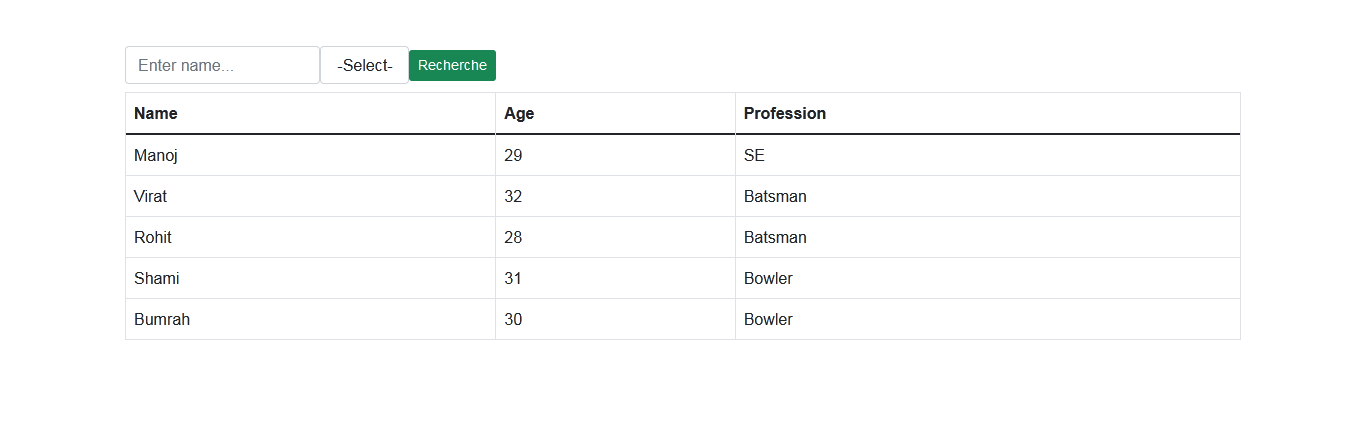 Enter name... -Select- Recherche
Name Age Profession
Manoj 29 SE
Virat 32 Batsman
Rohit 28 Batsman
Shami 31 Bowler
Bumrah 30 Bowler